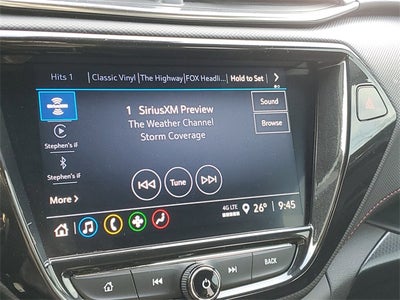 Hits 1 Classic Vinyl The Highway FOX Headli... Hold to Set
1 SiriusXM Preview
Sound
The Weather Channel
Browse
Storm Coverage
Stephen's iF
Stephen's iF
Tune
More
4G LTE 26° 9:45
BACK